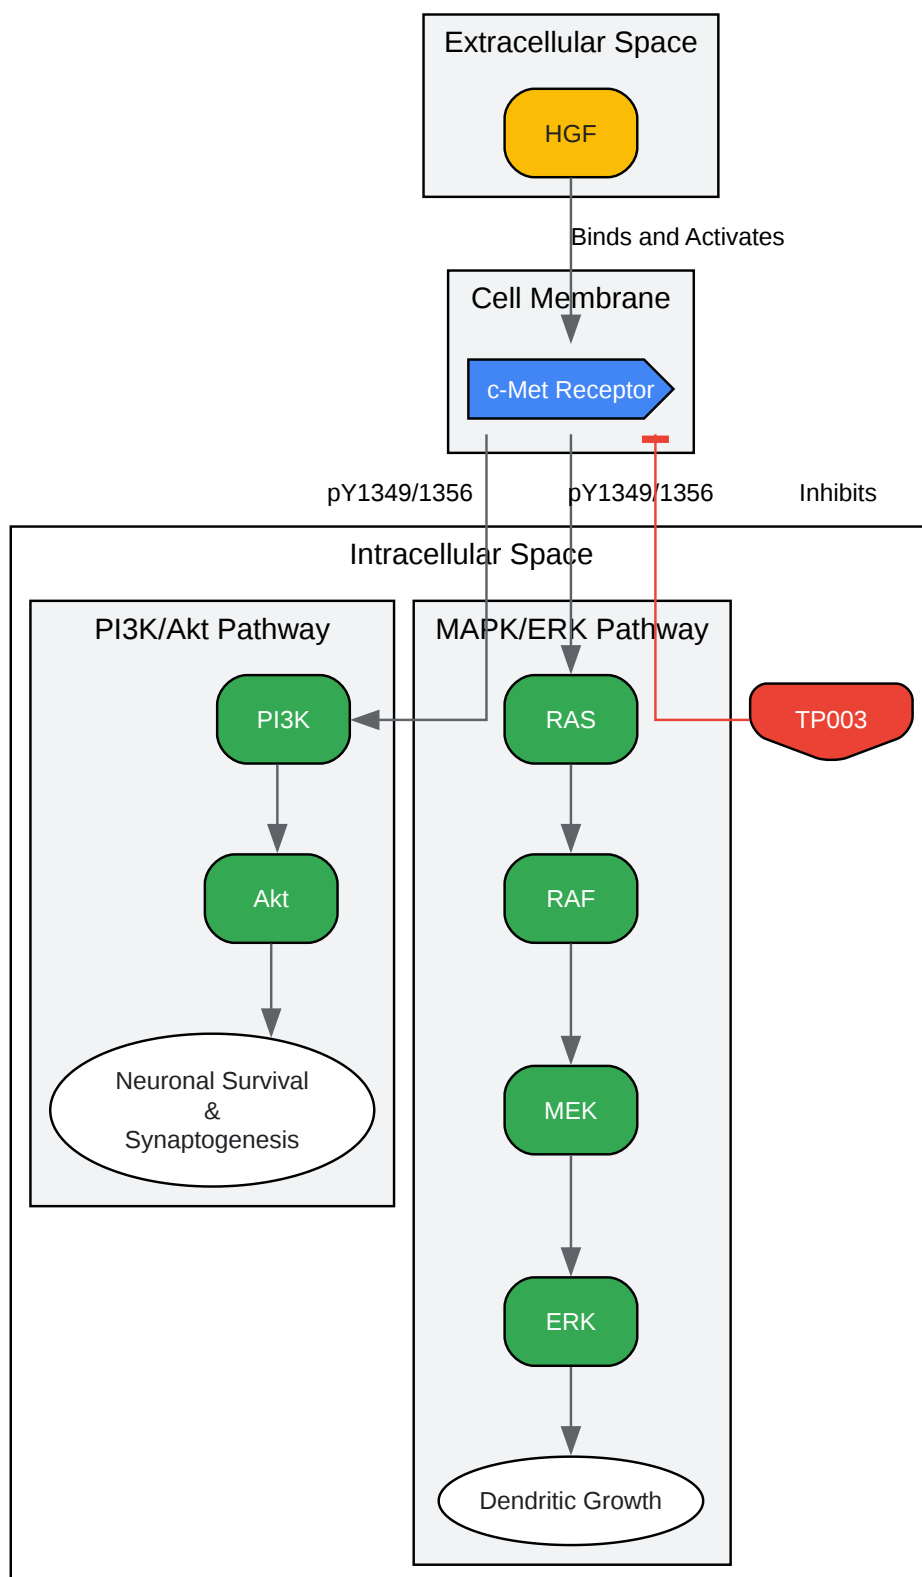 Extracellular Space
HGF
Binds and Activates
Cell Membrane
c-Met Receptor
pY1349/1356
pY1349/1356
Inhibits
Intracellular Space
PI3K/Akt Pathway
MAPK/ERK Pathway
PI3K
RAS
TP003
Akt
RAF
Neuronal Survival
&
Synaptogenesis
MEK
ERK
Dendritic Growth